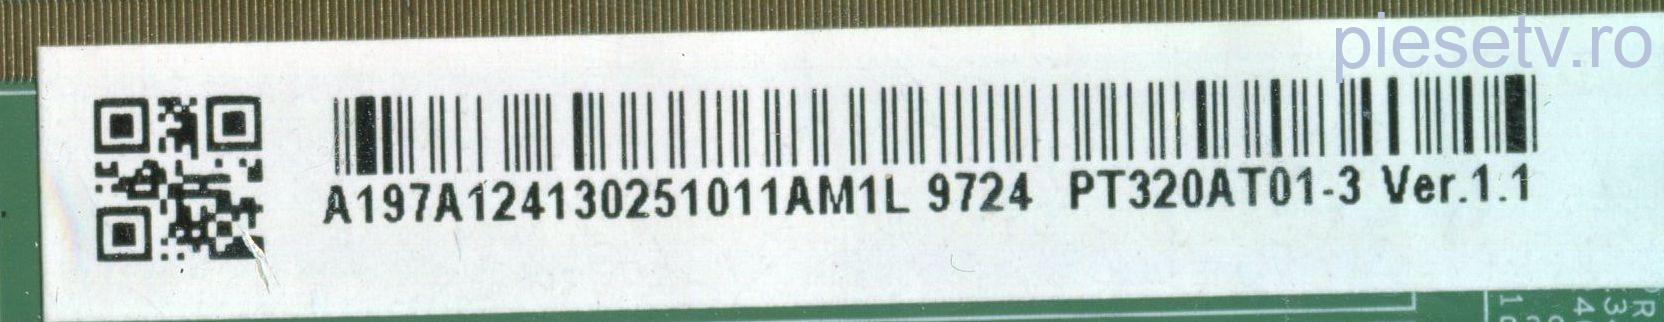 piesetv.ro
A197A124130251011AM1L 9724 PT320AT01-3 Ver.1.1